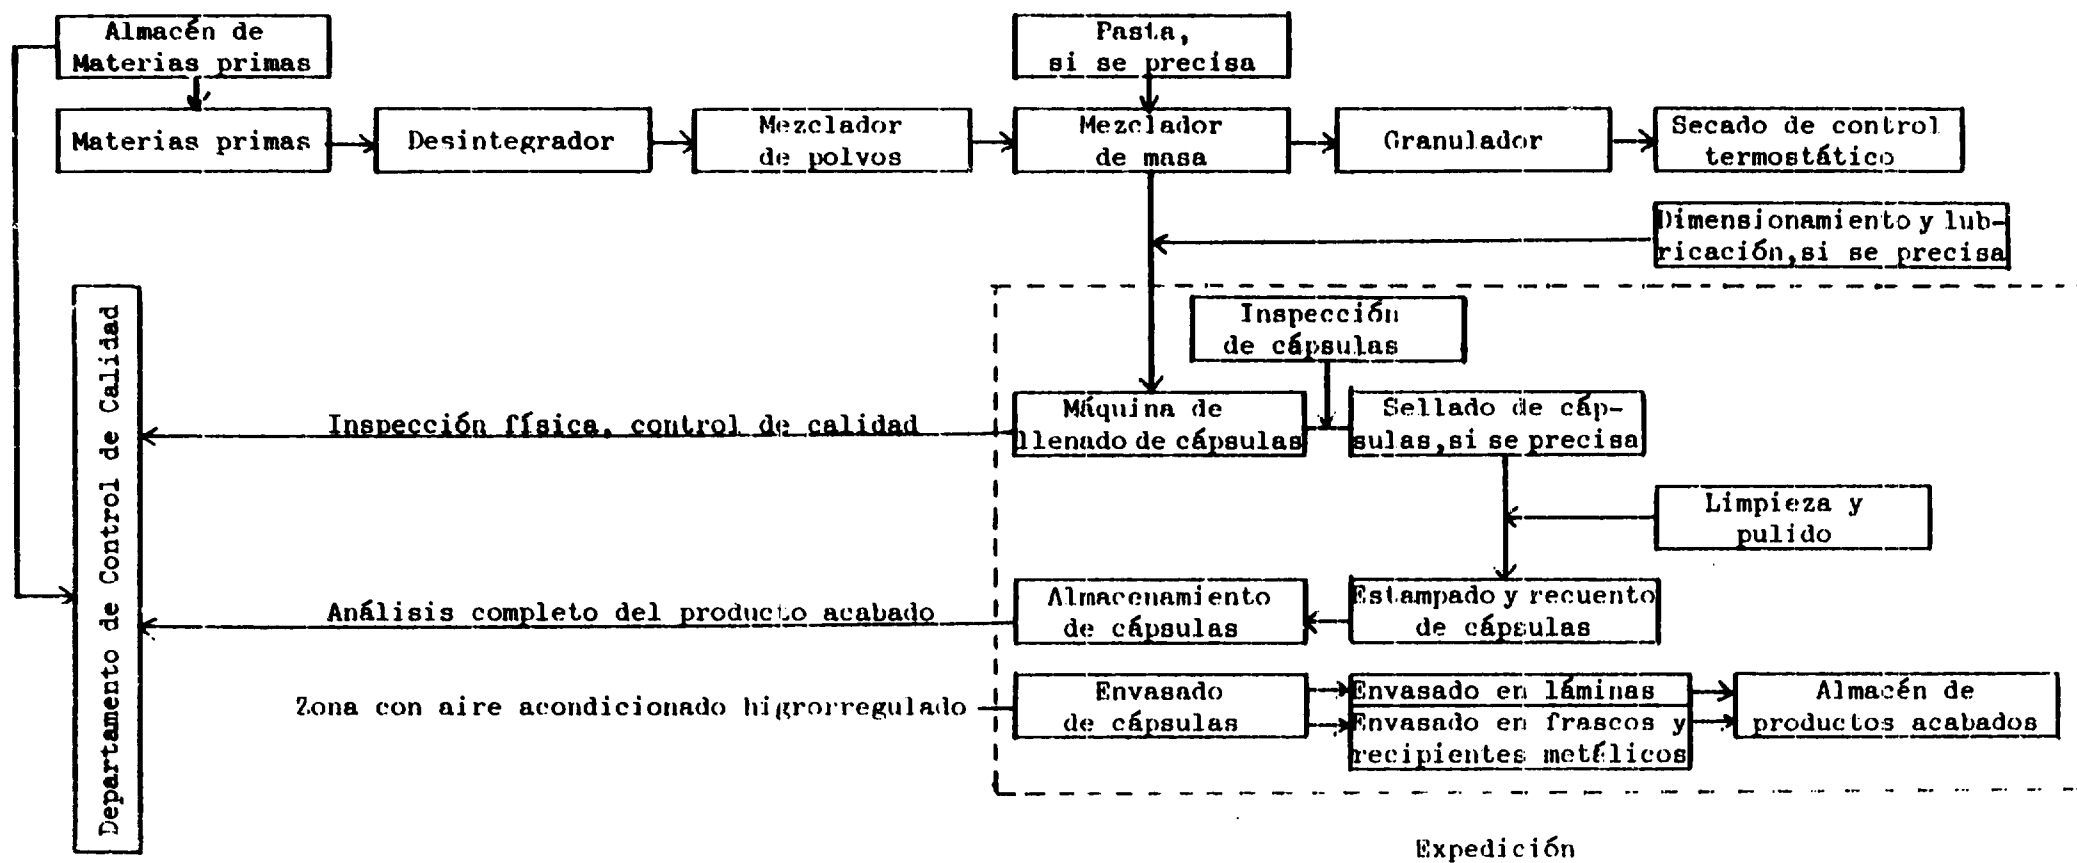 Almacén de
Materias primas
Pasta,
si se precisa
Materias primas
Desintegrador
Mezclador
de polvos
Mezclador
de masa
Granulador
Secado de control
termostático
Dimensionamiento y lub-
ricación, si se precisa
Departamento de Control de Calidad
Inspección
de cápsulas
Inspección física, control de calidad
Máquina de
llenado de cápsulas
Sellado de cáp-
sulas, si se precisa
Limpieza y
pulido
Análisis completo del producto acabado
Almacenamiento
de cápsulas
Estampado y recuento
de cápsulas
Zona con aire acondicionado higrorregulado
Envasado
de cápsulas
Envasado en láminas
Envasado en frascos y
recipientes metálicos
Almacén de
productos acabados
Expedición